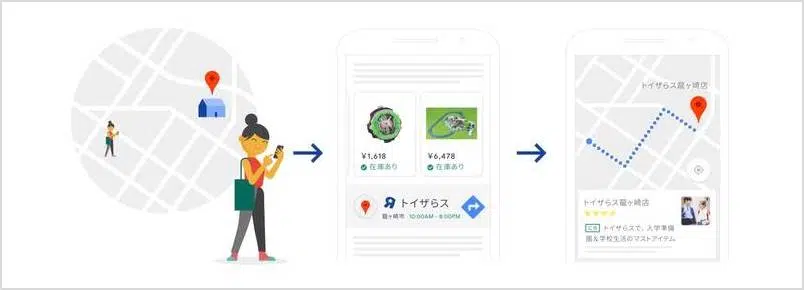 ¥1,618
在庫あり
¥6,478
在庫あり
トイザらス
龍ヶ崎市 10:00AM - 8:00PM
トイザらス龍ヶ崎店
トイザらス龍ヶ崎店
広告 トイザらスで、入学準備
園&学校生活のマストアイテム